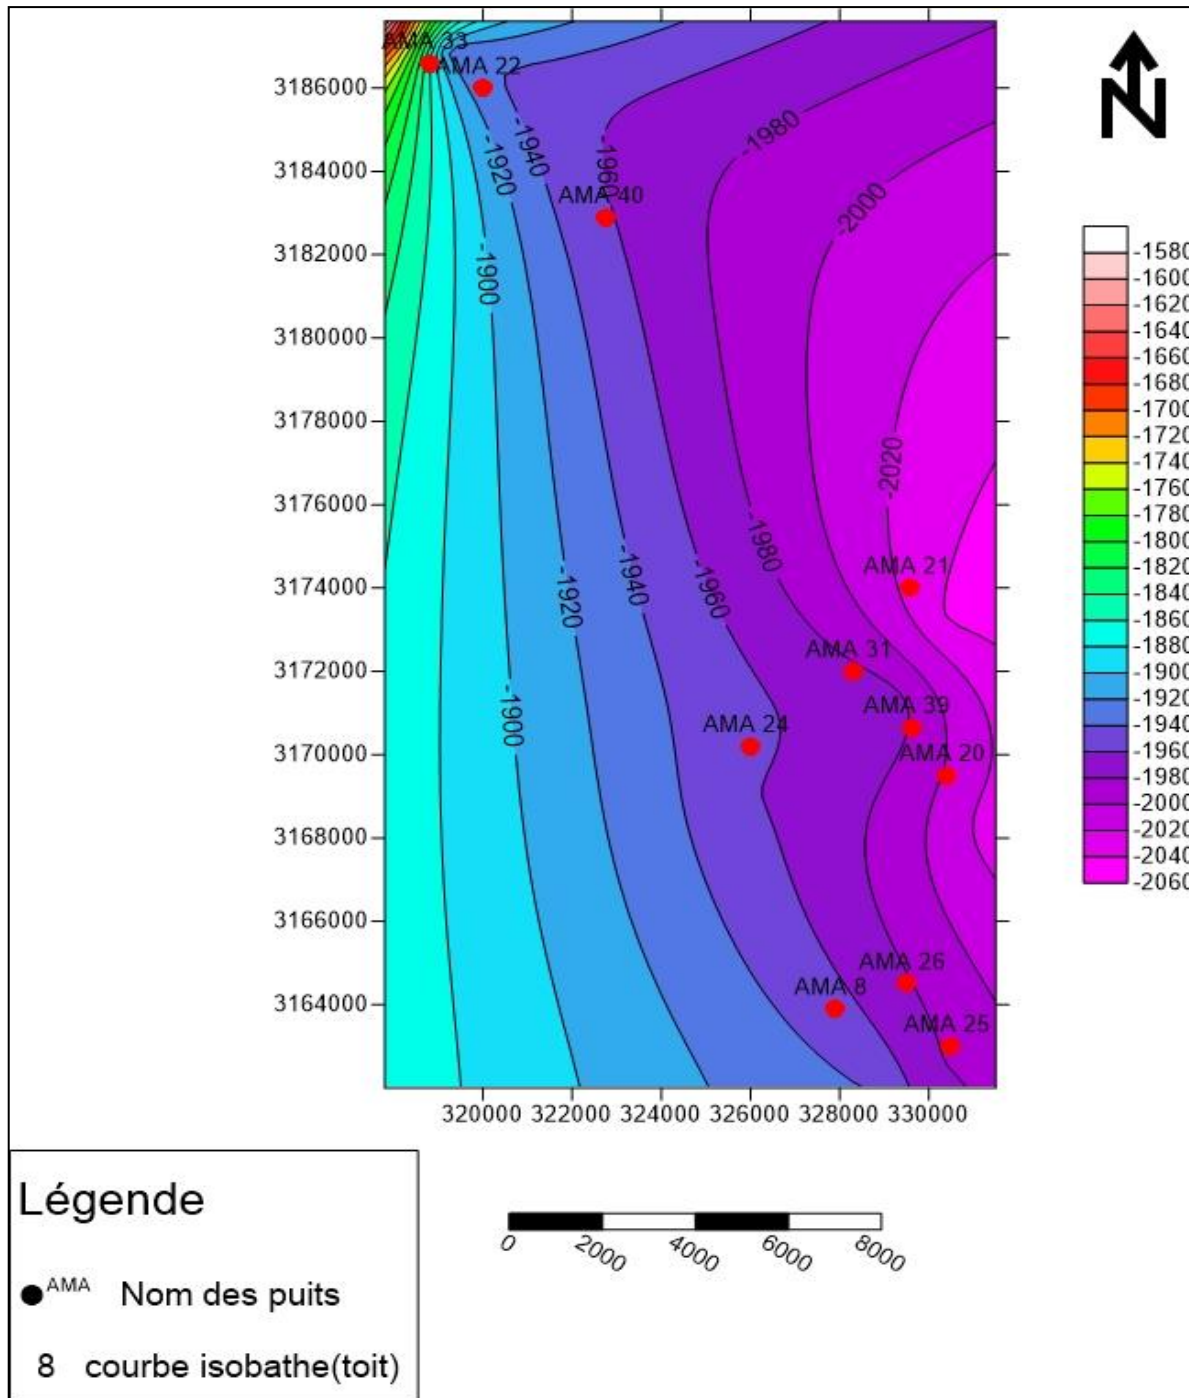 N
AMA 33
AMA 22
3186000
-1940
-1980
-1920
-1960
3184000
AMA 40
-2000
3182000
-1900
3180000
3178000
-2020
3176000
-1980
3174000
AMA 21
-1920
-1940
-1960
3172000
AMA 31
-1900
AMA 39
AMA 24
3170000
AMA 20
3168000
3166000
AMA 26
3164000
AMA 8
AMA 25
320000 322000 324000 326000 328000 330000
-1580
-1600
-1620
-1640
-1660
-1680
-1700
-1720
-1740
-1760
-1780
-1800
-1820
-1840
-1860
-1880
-1900
-1920
-1940
-1960
-1980
-2000
-2020
-2040
-2060
Légende
AMA Nom des puits
8 courbe isobathe(toit)
0 2000 4000 6000 8000